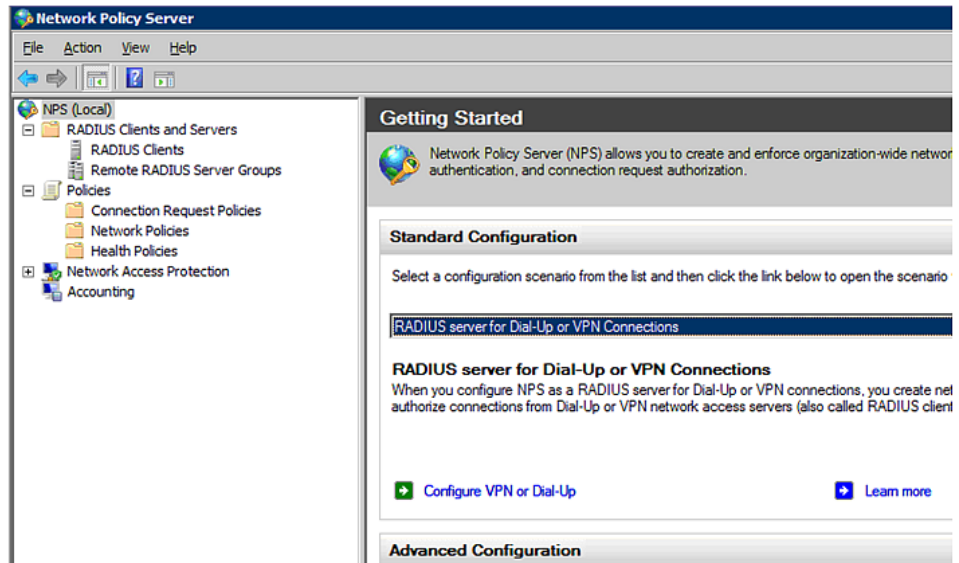 Network Policy Server
File Action View Help
NPS (Local)
RADIUS Clients and Servers
RADIUS Clients
Remote RADIUS Server Groups
Policies
Connection Request Policies
Network Policies
Health Policies
Network Access Protection
Accounting
Getting Started
Network Policy Server (NPS) allows you to create and enforce organization-wide networ
authentication, and connection request authorization.
Standard Configuration
Select a configuration scenario from the list and then click the link below to open the scenario
RADIUS server for Dial-Up or VPN Connections
RADIUS server for Dial-Up or VPN Connections
When you configure NPS as a RADIUS server for Dial-Up or VPN connections, you create net
authorize connections from Dial-Up or VPN network access servers (also called RADIUS client
Configure VPN or Dial-Up
Learn more
Advanced Configuration